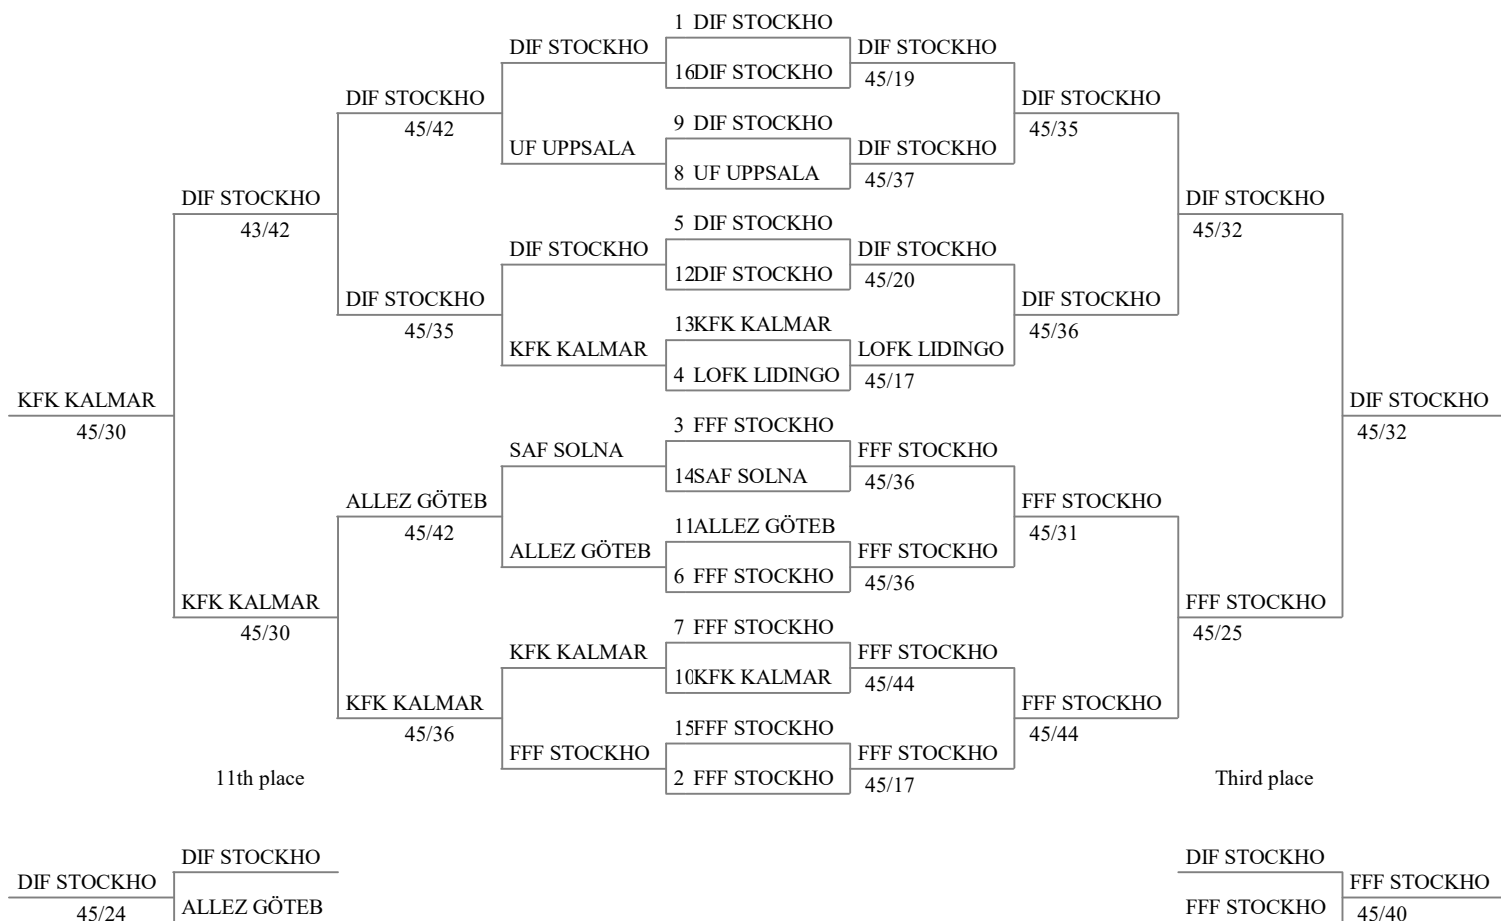 1 DIF STOCKHO
DIF STOCKHO
DIF STOCKHO
16DIF STOCKHO
45/19
DIF STOCKHO
DIF STOCKHO
45/42
9 DIF STOCKHO
45/35
UF UPPSALA
DIF STOCKHO
8 UF UPPSALA
45/37
DIF STOCKHO
DIF STOCKHO
43/42
5 DIF STOCKHO
45/32
DIF STOCKHO
DIF STOCKHO
12DIF STOCKHO
45/20
DIF STOCKHO
DIF STOCKHO
45/35
13KFK KALMAR
45/36
KFK KALMAR
LOFK LIDINGO
4 LOFK LIDINGO
45/17
KFK KALMAR
DIF STOCKHO
45/30
3 FFF STOCKHO
45/32
SAF SOLNA
FFF STOCKHO
14SAF SOLNA
45/36
ALLEZ GÖTEB
FFF STOCKHO
45/42
11ALLEZ GÖTEB
45/31
ALLEZ GÖTEB
FFF STOCKHO
6 FFF STOCKHO
45/36
KFK KALMAR
FFF STOCKHO
45/30
7 FFF STOCKHO
45/25
KFK KALMAR
FFF STOCKHO
10KFK KALMAR
45/44
KFK KALMAR
FFF STOCKHO
45/36
15FFF STOCKHO
45/44
FFF STOCKHO
FFF STOCKHO
2 FFF STOCKHO
45/17
11th place
Third place
DIF STOCKHO
DIF STOCKHO
DIF STOCKHO
FFF STOCKHO
45/24
ALLEZ GÖTEB
FFF STOCKHO
45/40